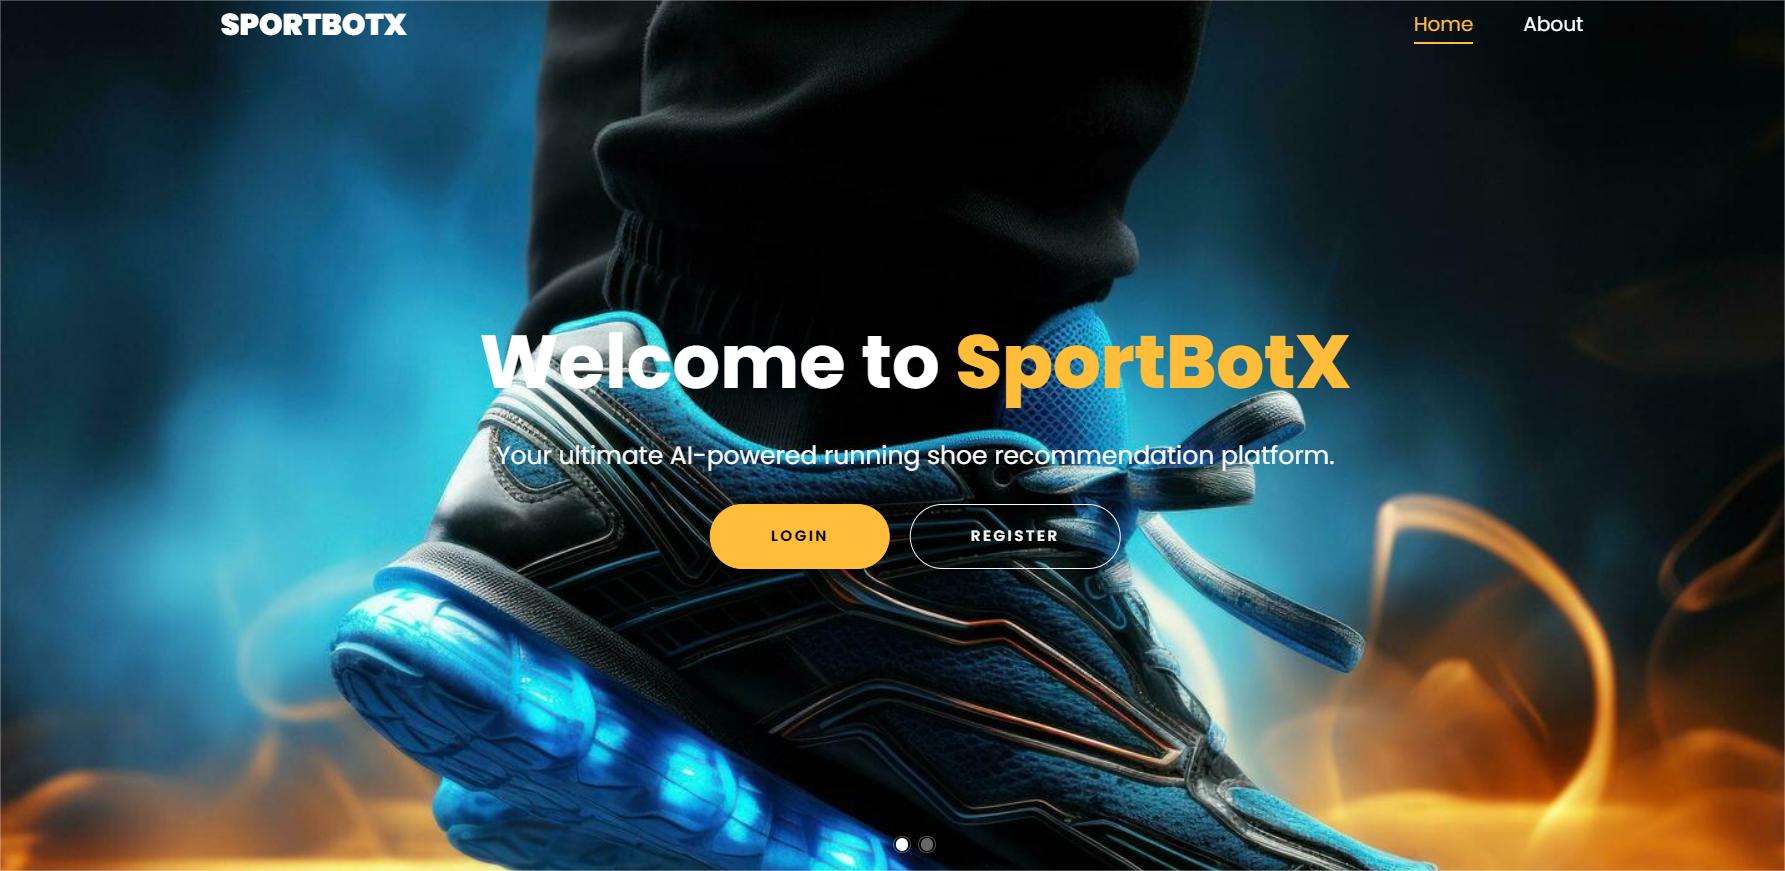 SPORTBOTX
Home About
Welcome to SportBotX
Your ultimate AI-powered running shoe recommendation platform.
LOGIN REGISTER